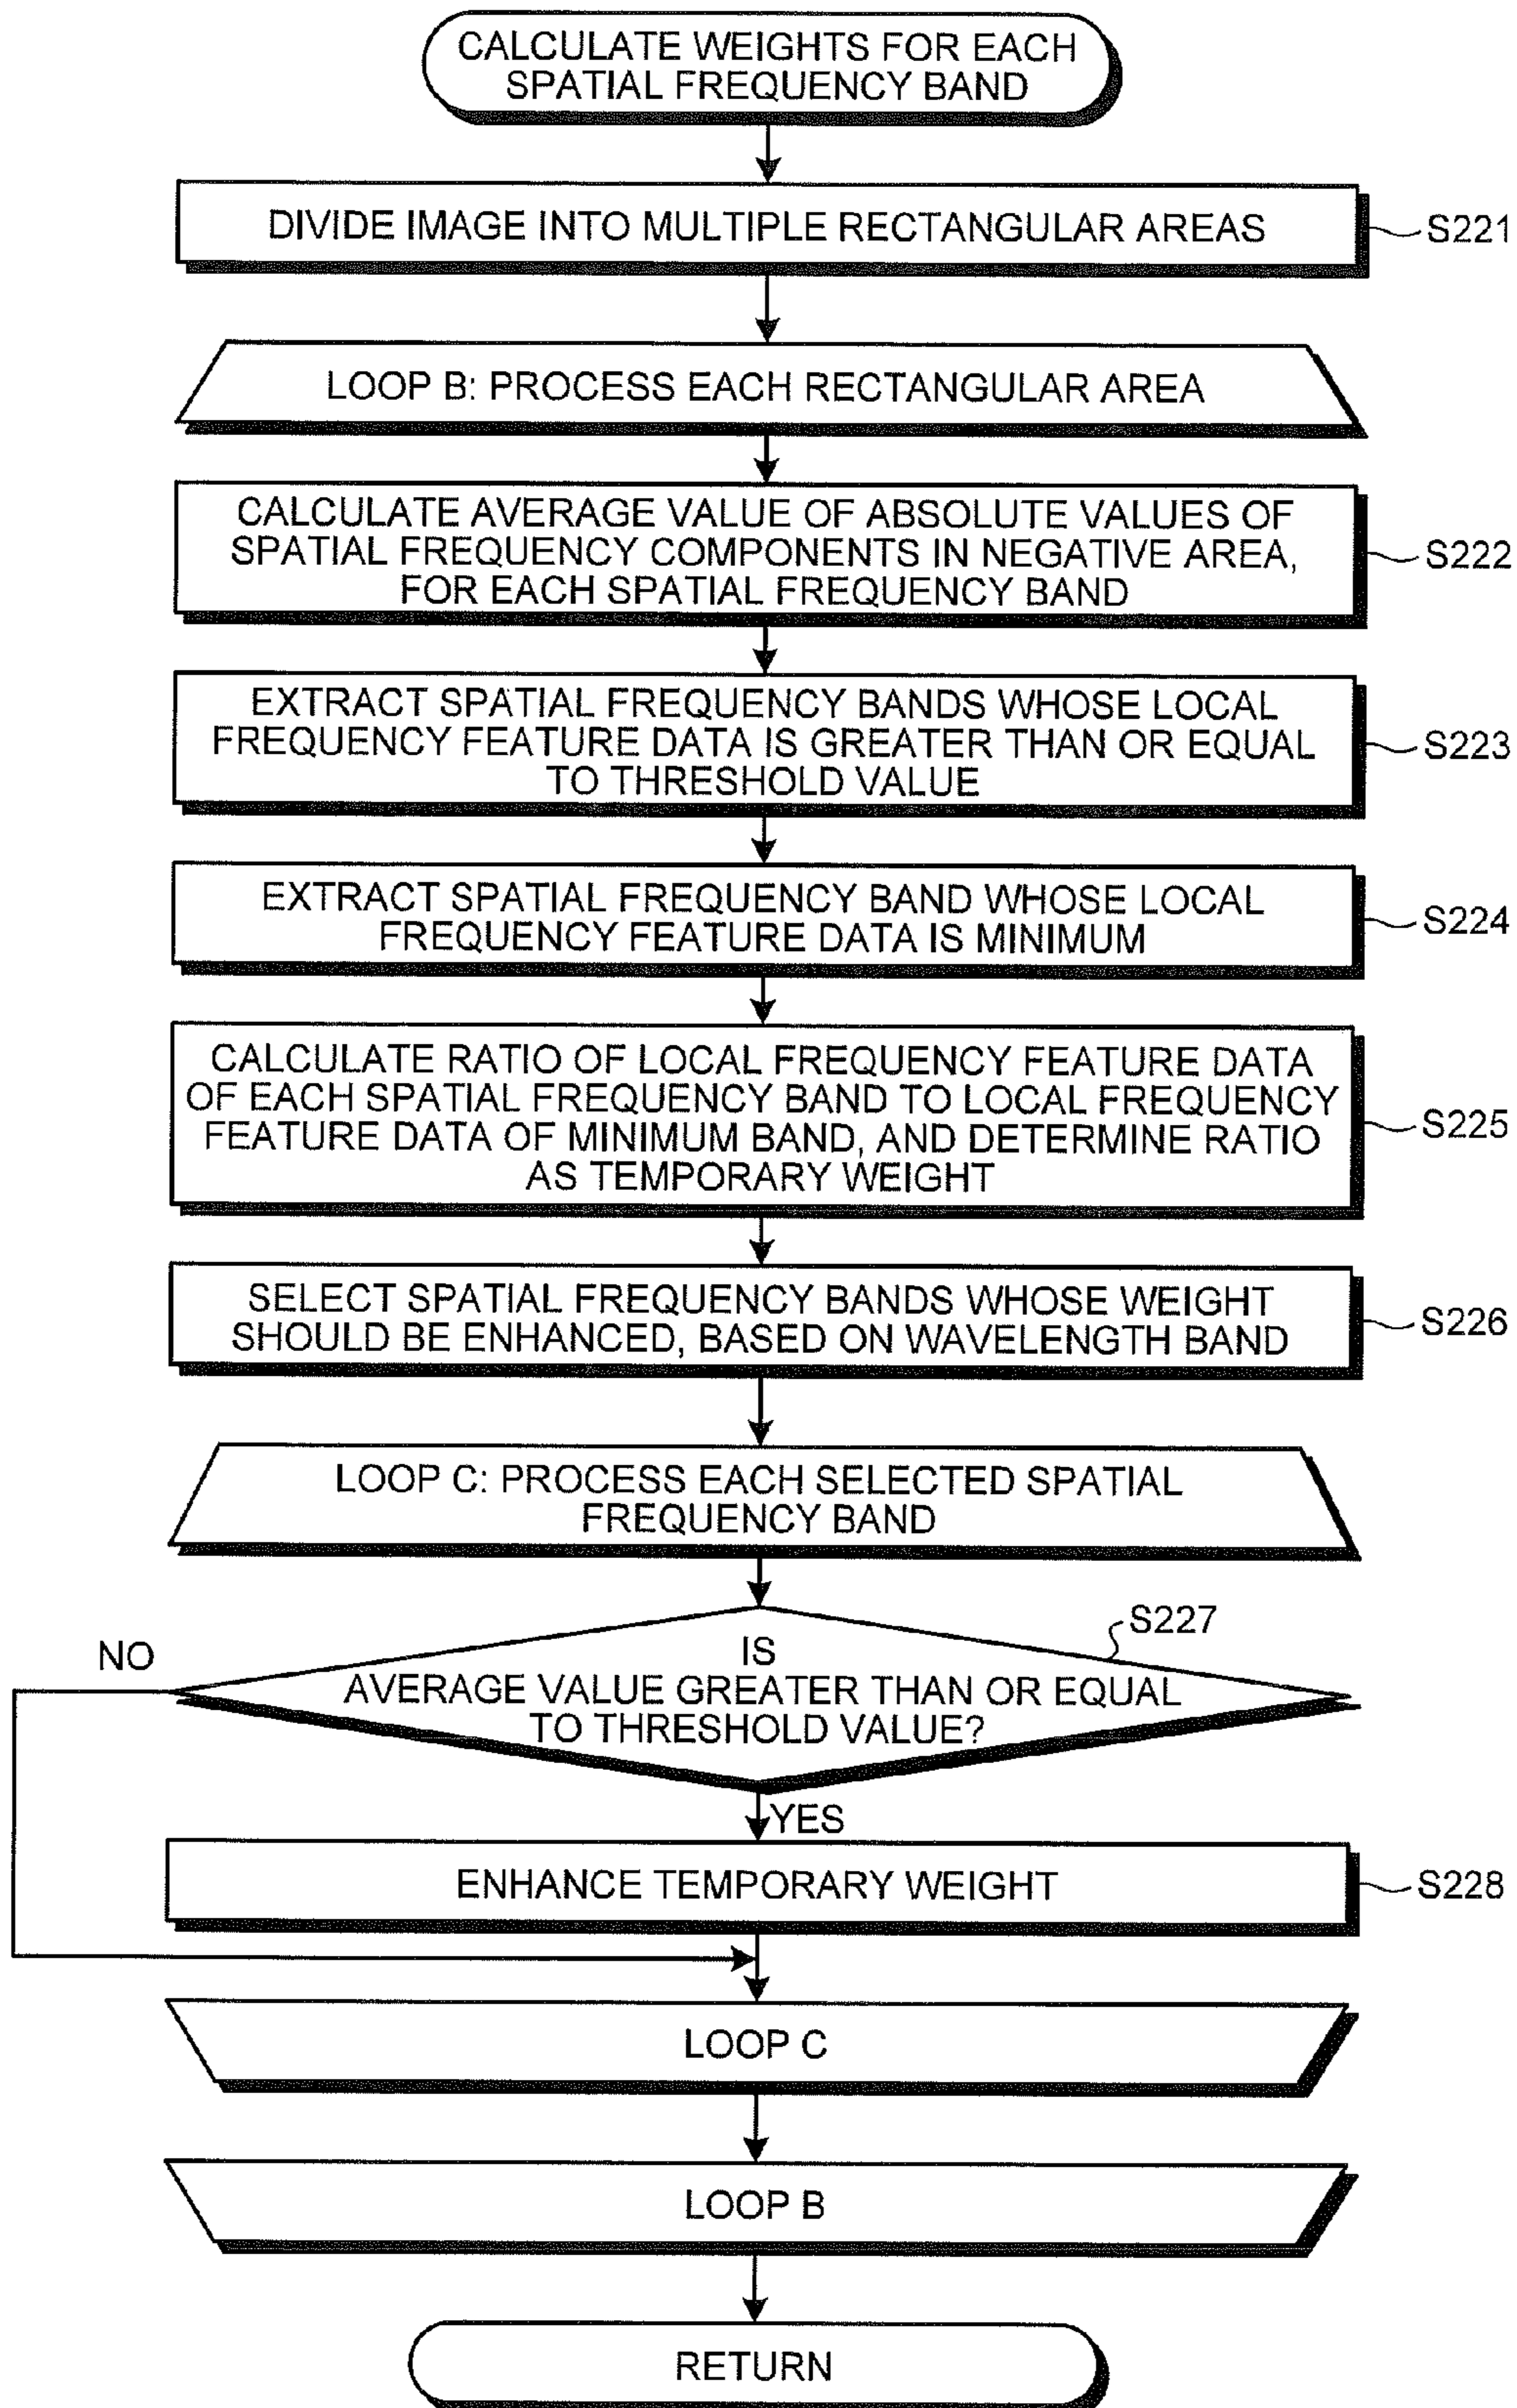 CALCULATE WEIGHTS FOR EACH
SPATIAL FREQUENCY BAND
DIVIDE IMAGE INTO MULTIPLE RECTANGULAR AREAS
S221
LOOP B: PROCESS EACH RECTANGULAR AREA
CALCULATE AVERAGE VALUE OF ABSOLUTE VALUES OF
SPATIAL FREQUENCY COMPONENTS IN NEGATIVE AREA,
FOR EACH SPATIAL FREQUENCY BAND
S222
EXTRACT SPATIAL FREQUENCY BANDS WHOSE LOCAL
FREQUENCY FEATURE DATA IS GREATER THAN OR EQUAL
TO THRESHOLD VALUE
S223
EXTRACT SPATIAL FREQUENCY BAND WHOSE LOCAL
FREQUENCY FEATURE DATA IS MINIMUM
S224
CALCULATE RATIO OF LOCAL FREQUENCY FEATURE DATA
OF EACH SPATIAL FREQUENCY BAND TO LOCAL FREQUENCY
FEATURE DATA OF MINIMUM BAND, AND DETERMINE RATIO
AS TEMPORARY WEIGHT
S225
SELECT SPATIAL FREQUENCY BANDS WHOSE WEIGHT
SHOULD BE ENHANCED, BASED ON WAVELENGTH BAND
S226
LOOP C: PROCESS EACH SELECTED SPATIAL
FREQUENCY BAND
S227
NO
IS
AVERAGE VALUE GREATER THAN OR EQUAL
TO THRESHOLD VALUE?
YES
ENHANCE TEMPORARY WEIGHT
S228
LOOP C
LOOP B
RETURN